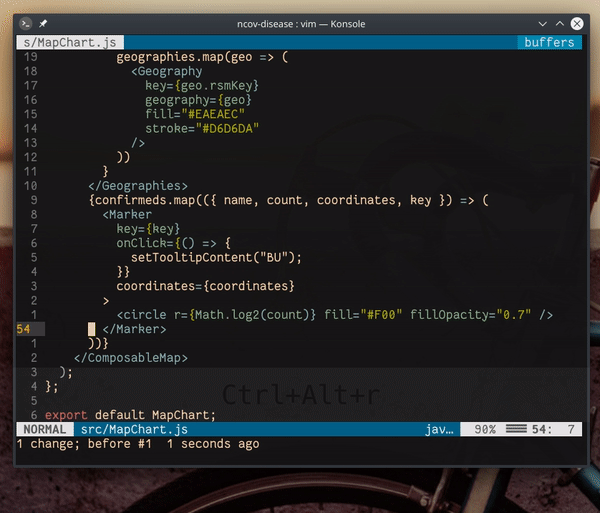 ncov-disease : vim — Konsole
s/MapChart.js buffers
19 geographies.map(geo => (
18 <Geography
17 key={geo.rsmKey}
16 geography={geo}
15 fill="#EAEAEC"
14 stroke="#D6D6DA"
13 />
12 ))
11 }
10 </Geographies>
9 {confirmeds.map(({ name, count, coordinates, key }) => (
8 <Marker
7 key={key}
6 onClick={() => {
5 setTooltipContent("BU");
4 }}
3 coordinates={coordinates}
2 >
1 <circle r={Math.log2(count)} fill="#F00" fillOpacity="0.7" />
54 </Marker>
1 ))}
2 </ComposableMap>
3 );
4 };
5
6 export default MapChart;
Ctrl+Alt+r
NORMAL src/MapChart.js jav… 90% 54: 7
1 change; before #1 1 seconds ago